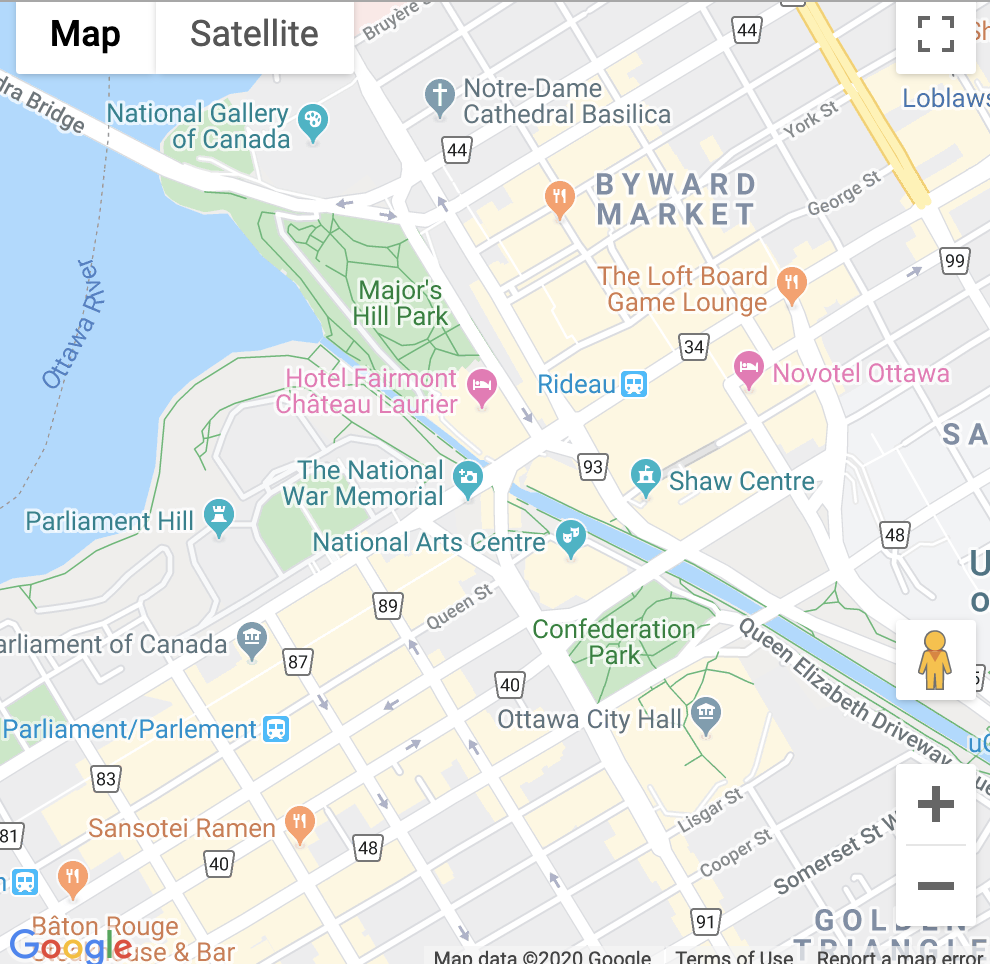 Map
Satellite
Bruyère S
44
dra Bridge
National Gallery
of Canada
Notre-Dame
Cathedral Basilica
44
Loblaws
York St
BYWARD
MARKET
George St
99
Ottawa River
Major's
Hill Park
The Loft Board
Game Lounge
34
Hotel Fairmont
Château Laurier
Rideau
Novotel Ottawa
SA
The National
War Memorial
93
Shaw Centre
Parliament Hill
National Arts Centre
48
U
o
89
Queen St
Confederation
Park
arliament of Canada
87
40
Queen Elizabeth Driveway
Ottawa City Hall
Parliament/Parlement
uO
83
Lisgar St
Sansotei Ramen
81
48
40
Cooper St
Somerset St W
91
Bâton Rouge
Steakhouse & Bar
GOLDEN
TRIANGLE
Google
Map data ©2020 Google
Terms of Use
Report a map error